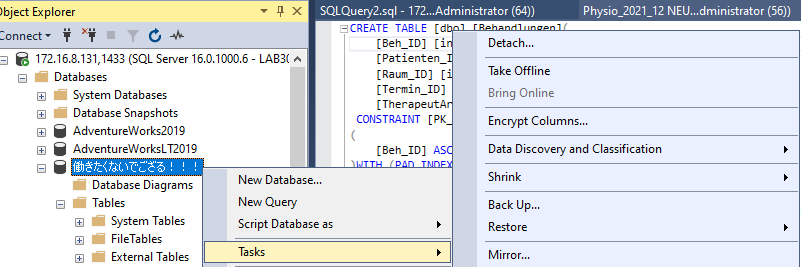 Object Explorer
Connect
172.16.8.131,1433 (SQL Server 16.0.1000.6 - LAB30
Databases
System Databases
Database Snapshots
AdventureWorks2019
AdventureWorksLT2019
働きたくないでござる！！！
Database Diagrams
Tables
System Tables
FileTables
External Tables
SQLQuery2.sql - 172...Administrator (64))
Physio_2021_12 NEU...dministrator (56))
CREATE TABLE [dbo].[Behandlungen](
[Beh_ID] [in
[Patienten_I
[Raum_ID] [i
[Termin_ID]
[TherapeutAr
CONSTRAINT [PK_
(
[Beh_ID] ASC
)WITH (PAD_INDEX
New Database...
New Query
Script Database as
Tasks
Detach...
Take Offline
Bring Online
Encrypt Columns...
Data Discovery and Classification
Shrink
Back Up...
Restore
Mirror...